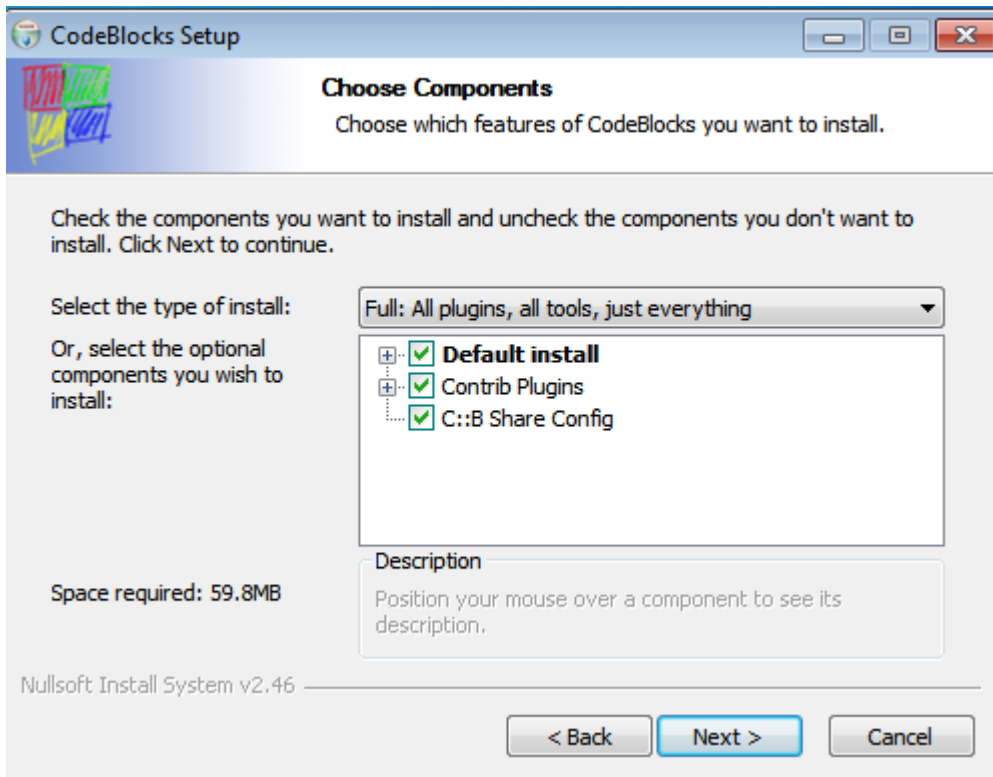 CodeBlocks Setup
Choose Components
Choose which features of CodeBlocks you want to install.
Check the components you want to install and uncheck the components you don't want to
install. Click Next to continue.
Select the type of install:
Full: All plugins, all tools, just everything
Or, select the optional
components you wish to
install:
Default install
Contrib Plugins
C::B Share Config
Space required: 59.8MB
Description
Position your mouse over a component to see its
description.
Nullsoft Install System v2.46
< Back
Next >
Cancel